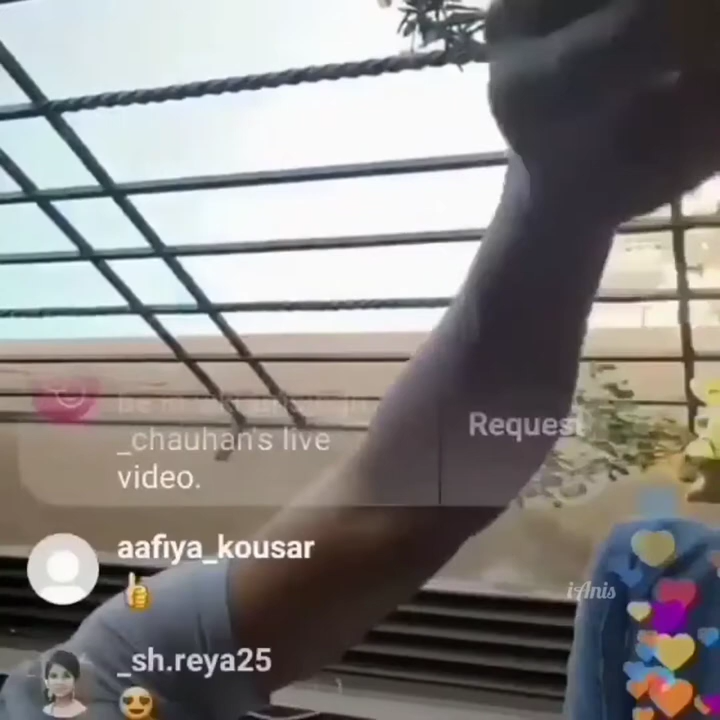 _chauhan's live
Request
video.
aafiya_kousar
iAnis
_sh.reya25